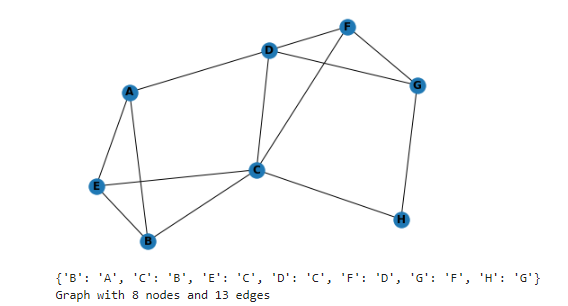 F
D
G
A
C
E
H
B
{'B': 'A', 'C': 'B', 'E': 'C', 'D': 'C', 'F': 'D', 'G': 'F', 'H': 'G'}
Graph with 8 nodes and 13 edges